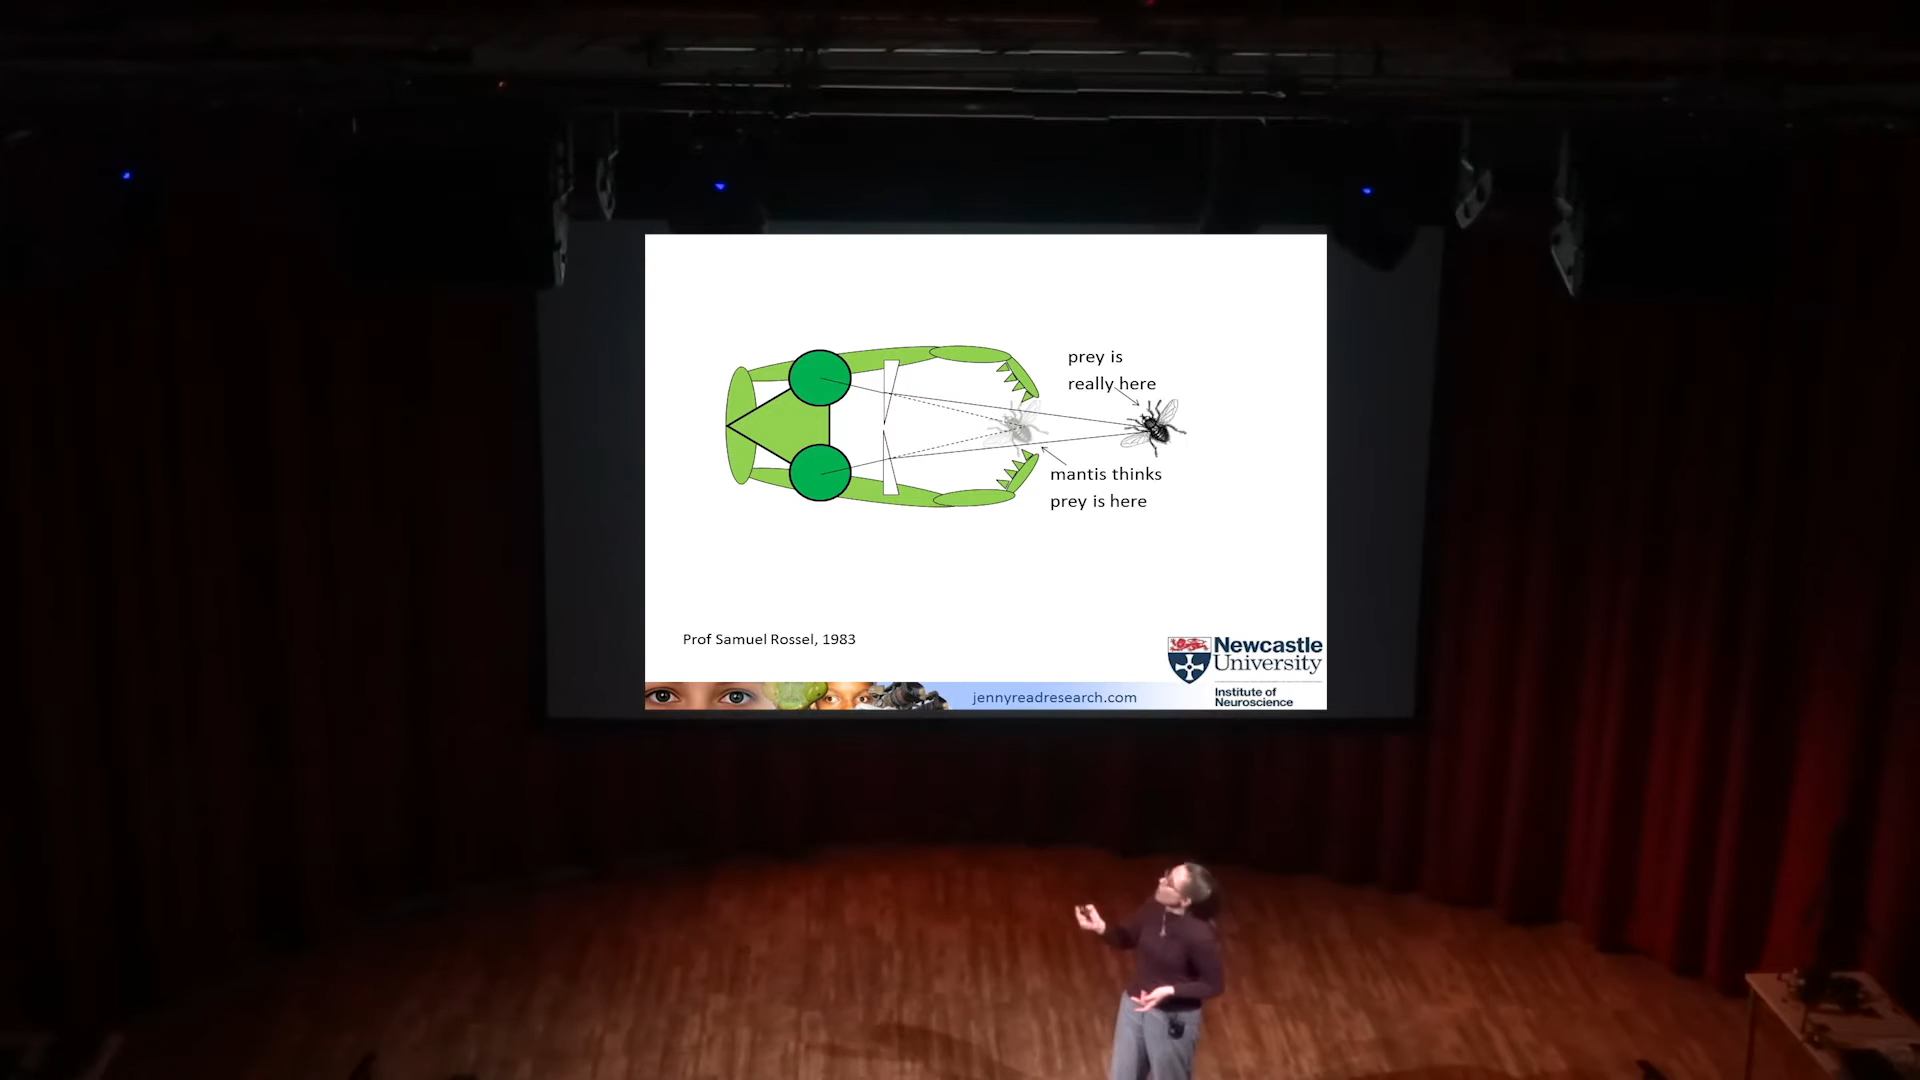 prey is
really here
mantis thinks
prey is here
Prof Samuel Rossel, 1983
Newcastle
University
Institute of
Neuroscience
jennyreadresearch.com